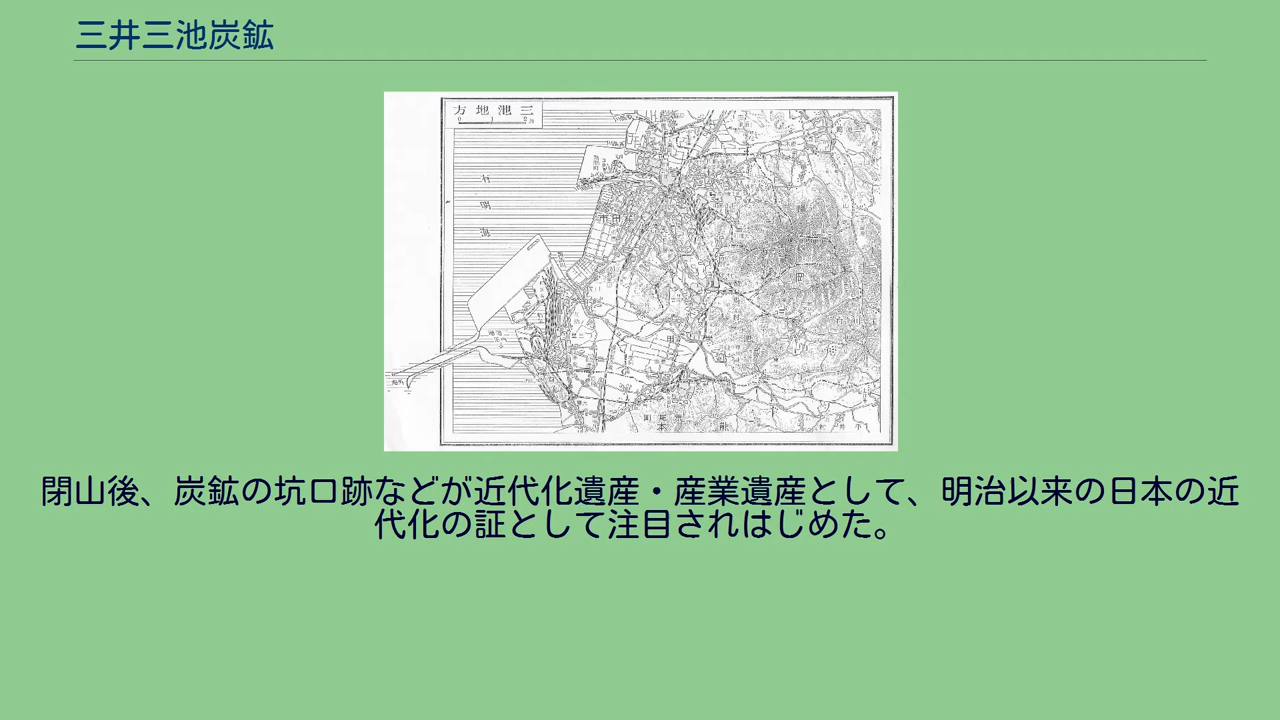 三井三池炭鉱
方地池三
有明海
閉山後、炭鉱の坑口跡などが近代化遺産・産業遺産として、明治以来の日本の近
代化の証として注目されはじめた。